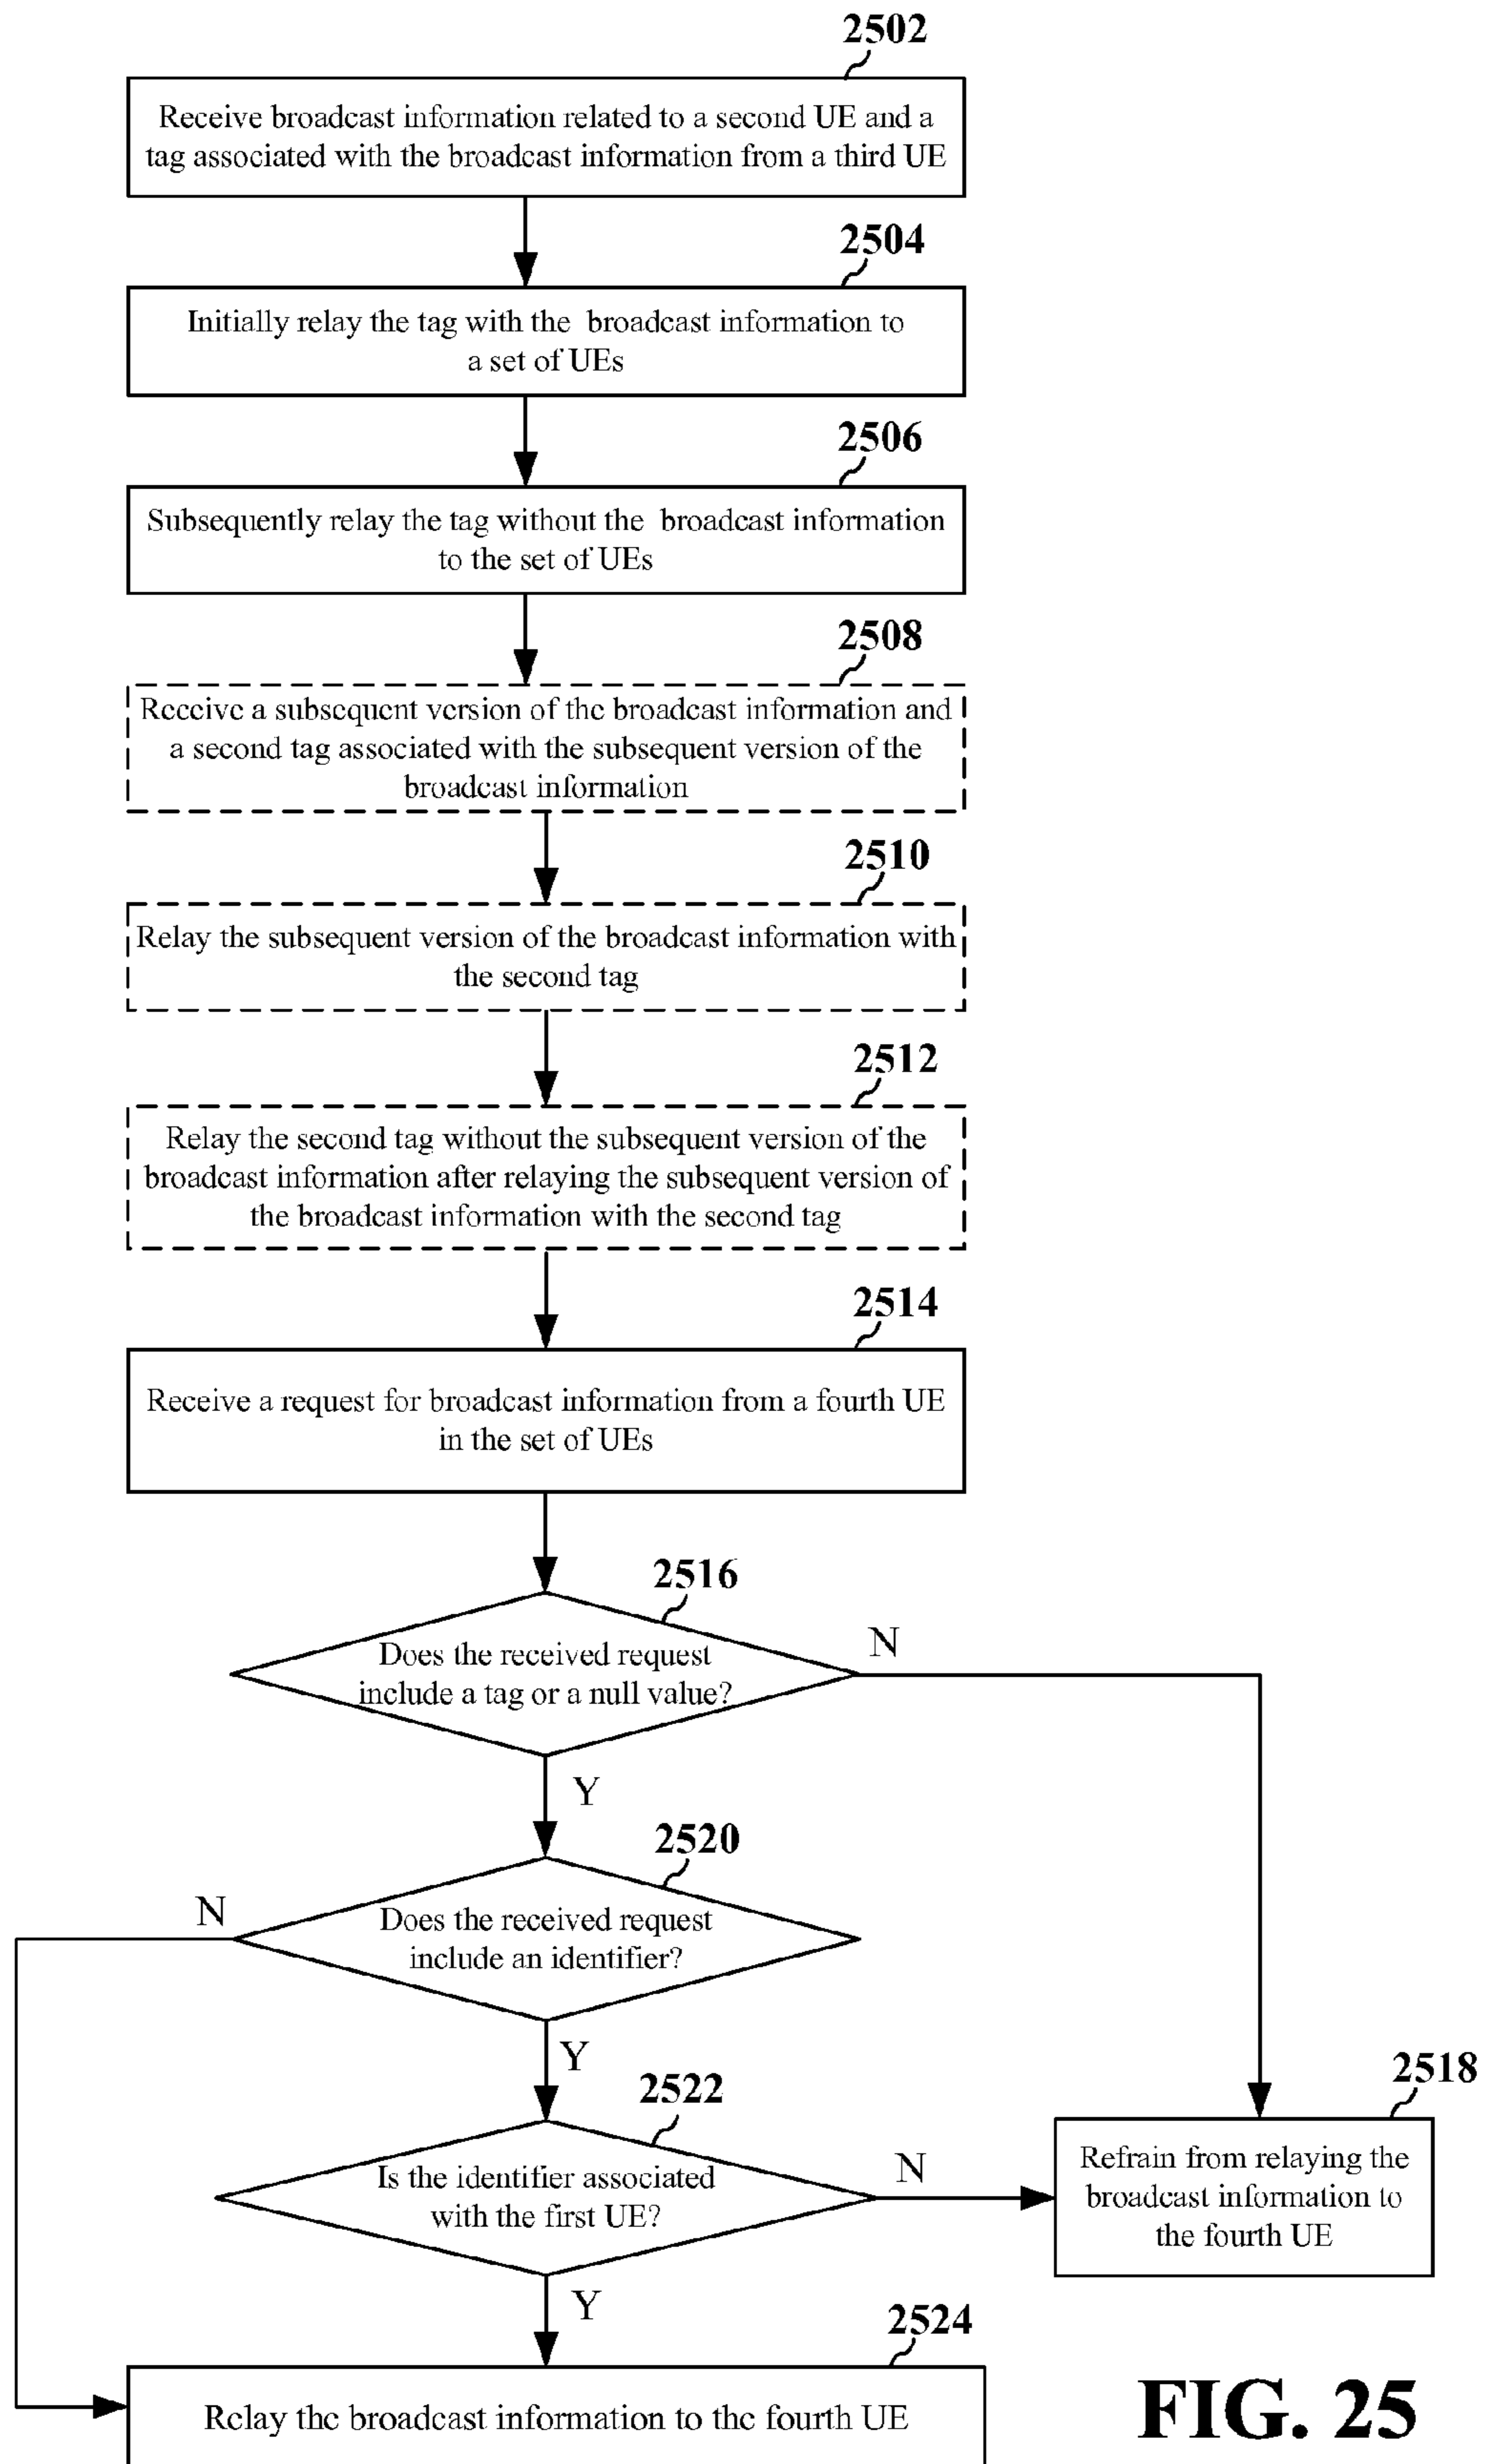 2502
Receive broadcast information related to a second UE and a
tag associated with the broadcast information from a third UE
2504
Initially relay the tag with the broadcast information to
a set of UEs
2506
Subsequently relay the tag without the broadcast information
to the set of UEs
2508
Receive a subsequent version of the broadcast information and
a second tag associated with the subsequent version of the
broadcast information
2510
Relay the subsequent version of the broadcast information with
the second tag
2512
Relay the second tag without the subsequent version of the
broadcast information after relaying the subsequent version of
the broadcast information with the second tag
2514
Receive a request for broadcast information from a fourth UE
in the set of UEs
2516
Does the received request
include a tag or a null value?
N
Y
2520
Does the received request
include an identifier?
N
Y
2522
Is the identifier associated
with the first UE?
N
Y
2518
Refrain from relaying the
broadcast information to
the fourth UE
2524
Relay the broadcast information to the fourth UE
FIG. 25